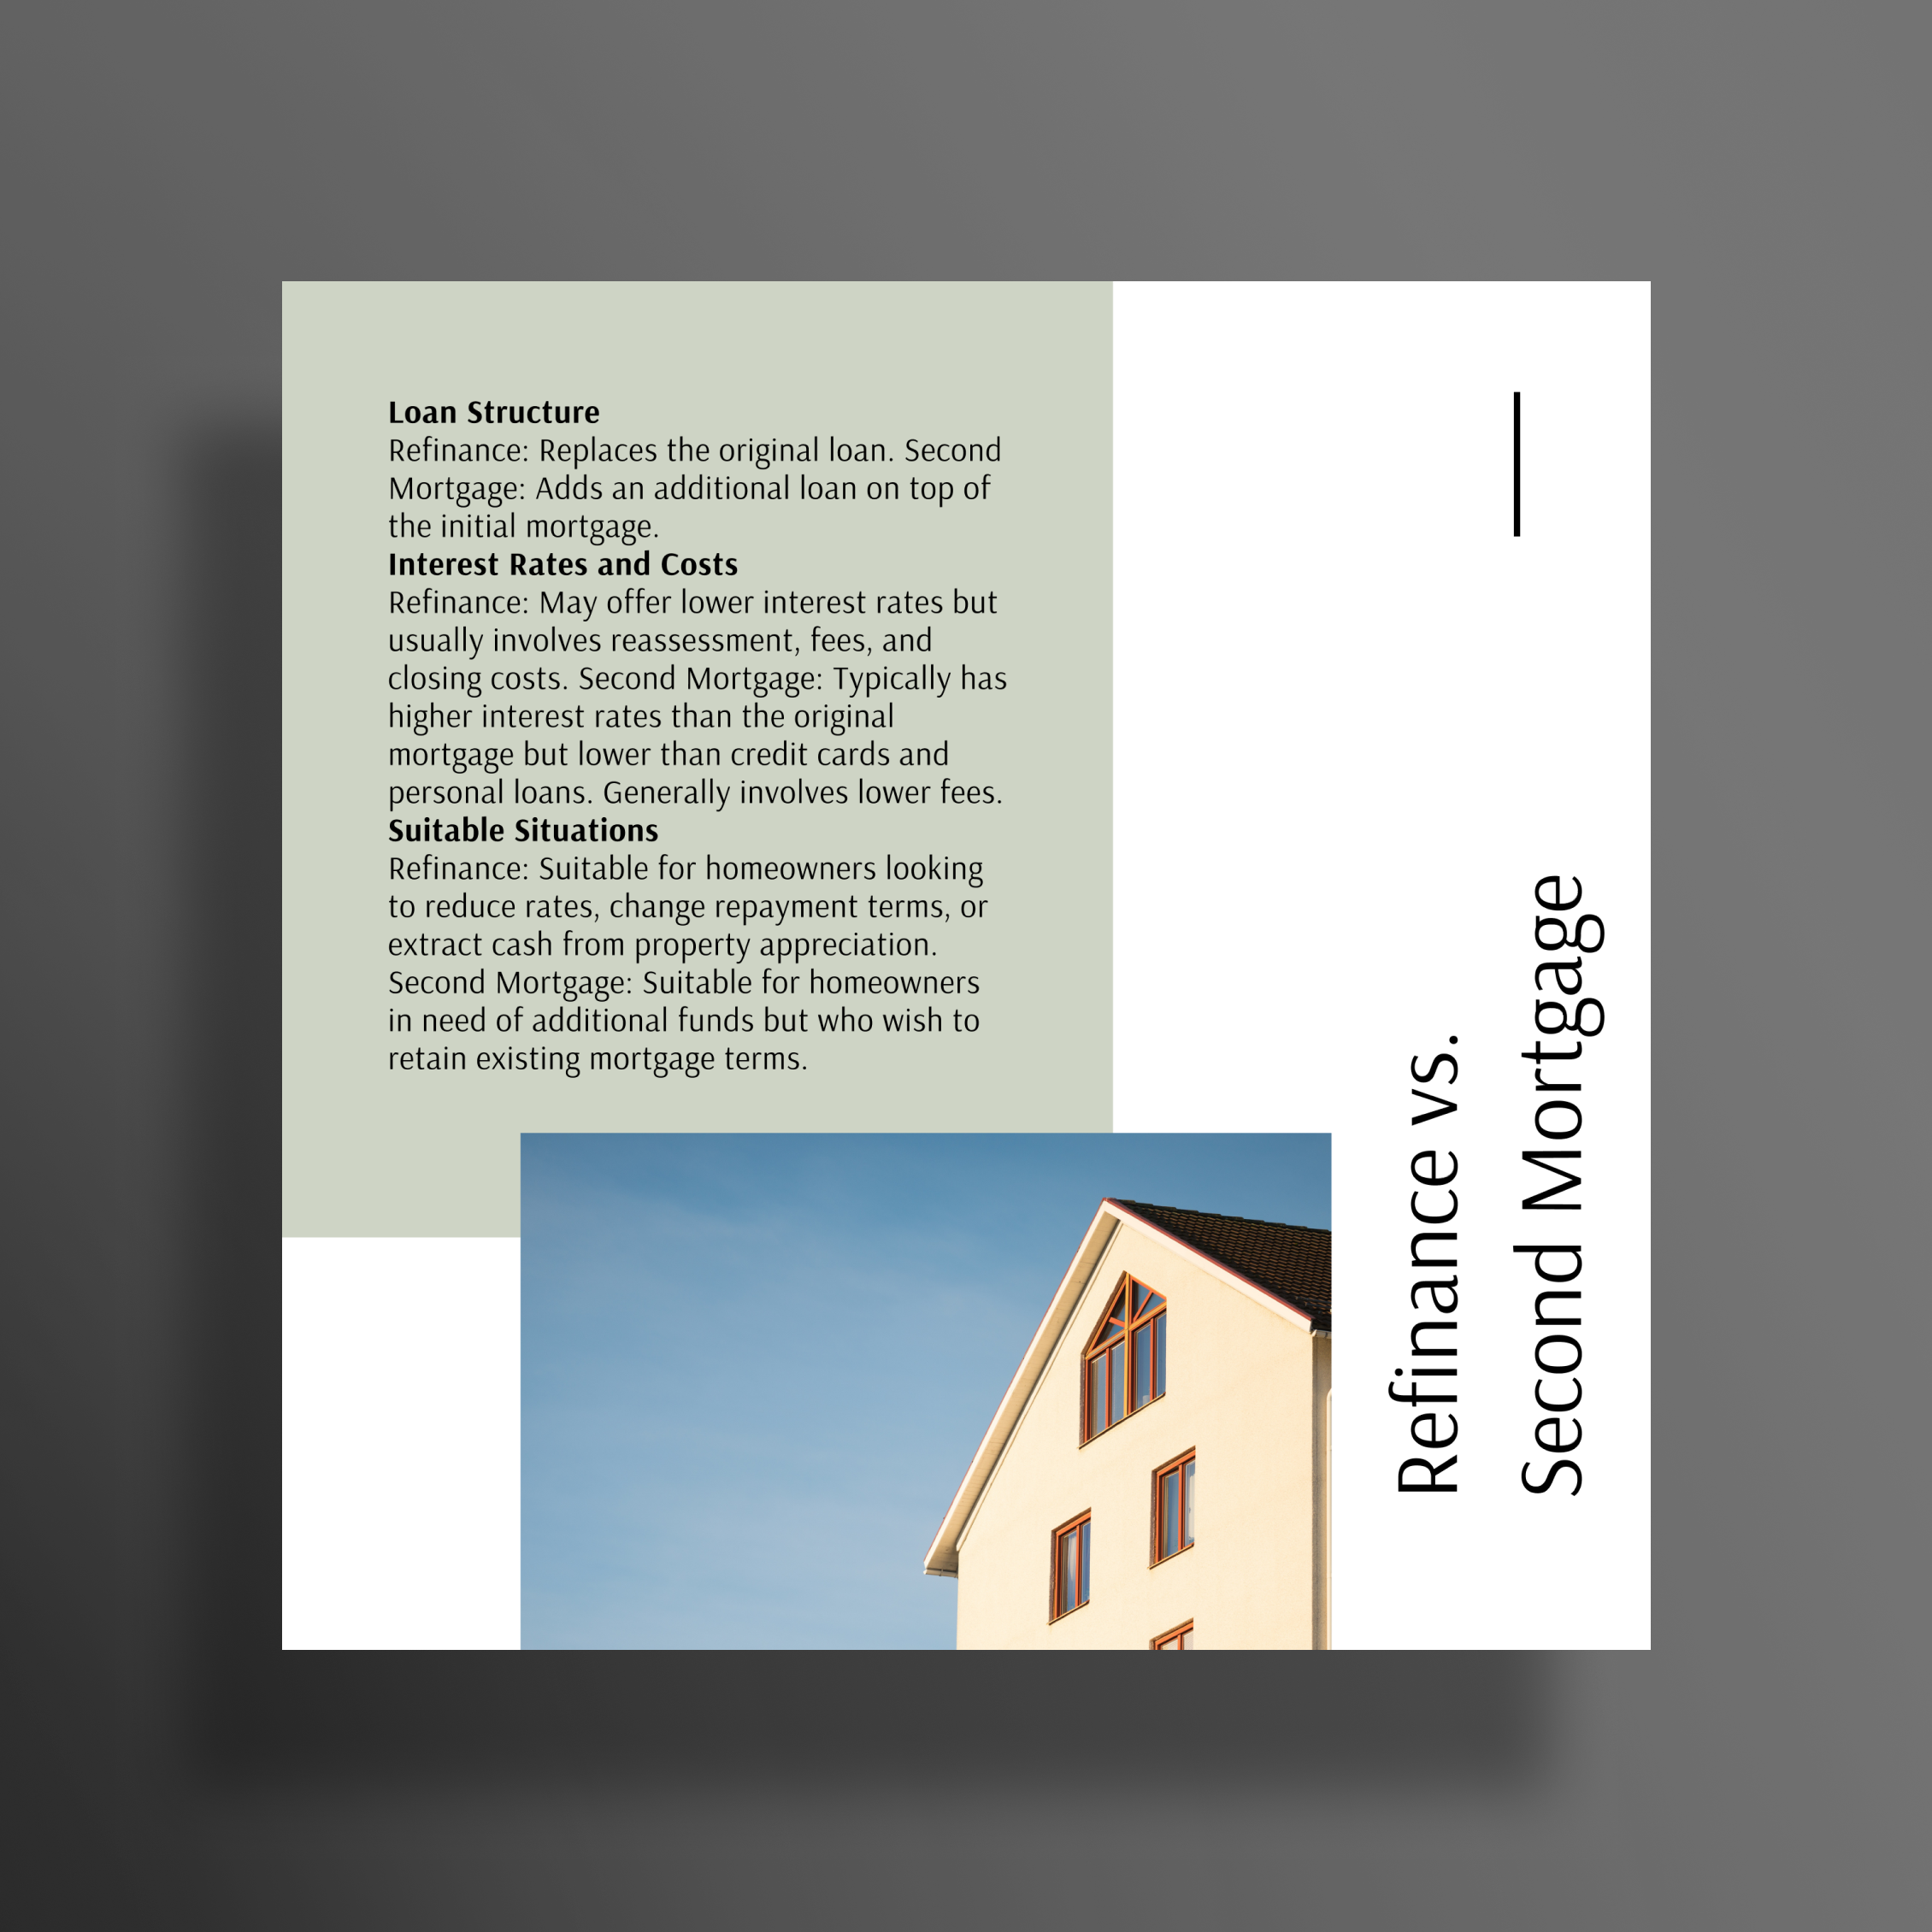 Loan Structure
Refinance: Replaces the original loan. Second
Mortgage: Adds an additional loan on top of
the initial mortgage.
Interest Rates and Costs
Refinance: May offer lower interest rates but
usually involves reassessment, fees, and
closing costs. Second Mortgage: Typically has
higher interest rates than the original
mortgage but lower than credit cards and
personal loans. Generally involves lower fees.
Suitable Situations
Refinance: Suitable for homeowners looking
to reduce rates, change repayment terms, or
extract cash from property appreciation.
Second Mortgage: Suitable for homeowners
in need of additional funds but who wish to
retain existing mortgage terms.
Refinance vs.
Second Mortgage